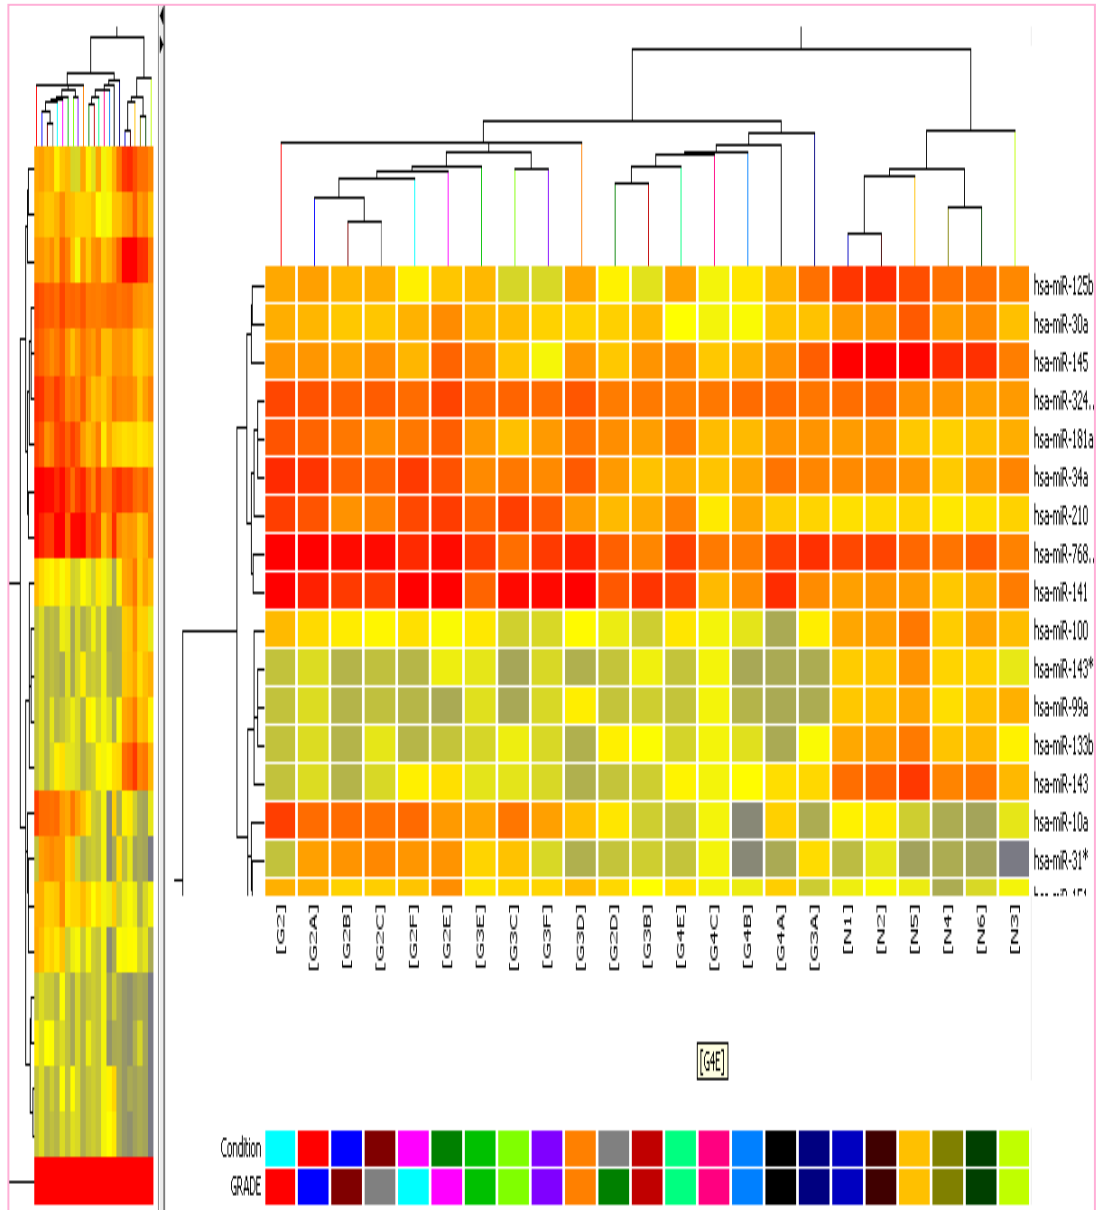 hsa-miR-125b
hsa-miR-30a
hsa-miR-145
hsa-miR-324..
hsa-miR-181a
hsa-miR-34a
hsa-miR-210
hsa-miR-768..
hsa-miR-141
hsa-miR-100
hsa-miR-143*
hsa-miR-99a
hsa-miR-133b
hsa-miR-143
hsa-miR-10a
hsa-miR-31*
[G2] [G2A] [G2B] [G2C] [G2F] [G2E] [G3E] [G3C] [G3F] [G3D] [G2D] [G3B] [G4E] [G4C] [G4B] [G4A] [G3A] [N1] [N2] [N5] [N4] [N6] [N3]
[G4E]
Condition
GRADE